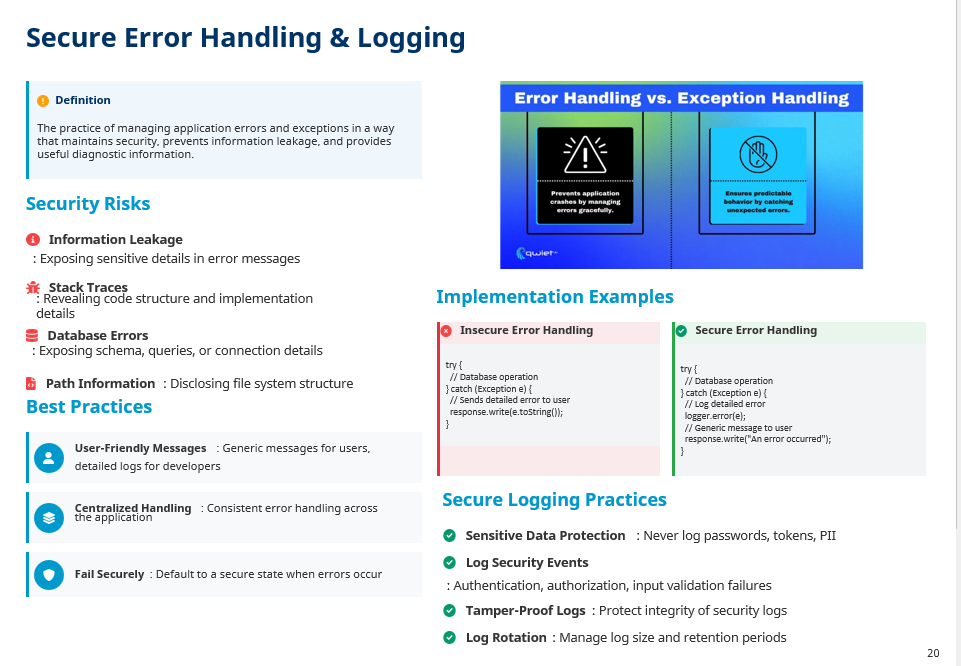 Secure Error Handling & Logging
Definition
The practice of managing application errors and exceptions in a way
that maintains security, prevents information leakage, and provides
useful diagnostic information.
Security Risks
Information Leakage
: Exposing sensitive details in error messages
Stack Traces
: Revealing code structure and implementation
details
Database Errors
: Exposing schema, queries, or connection details
Path Information : Disclosing file system structure
Best Practices
User-Friendly Messages : Generic messages for users,
detailed logs for developers
Centralized Handling : Consistent error handling across
the application
Fail Securely : Default to a secure state when errors occur
Error Handling vs. Exception Handling
Prevents application
crashes by managing
errors gracefully.
Ensures predictable
behavior by catching
unexpected errors.
qwiet
Implementation Examples
Insecure Error Handling
try {
// Database operation
} catch (Exception e) {
// Sends detailed error to user
response.write(e.toString());
}
Secure Error Handling
try {
// Database operation
} catch (Exception e) {
// Log detailed error
logger.error(e);
// Generic message to user
response.write("An error occurred");
}
Secure Logging Practices
Sensitive Data Protection : Never log passwords, tokens, PII
Log Security Events
: Authentication, authorization, input validation failures
Tamper-Proof Logs : Protect integrity of security logs
Log Rotation : Manage log size and retention periods
20